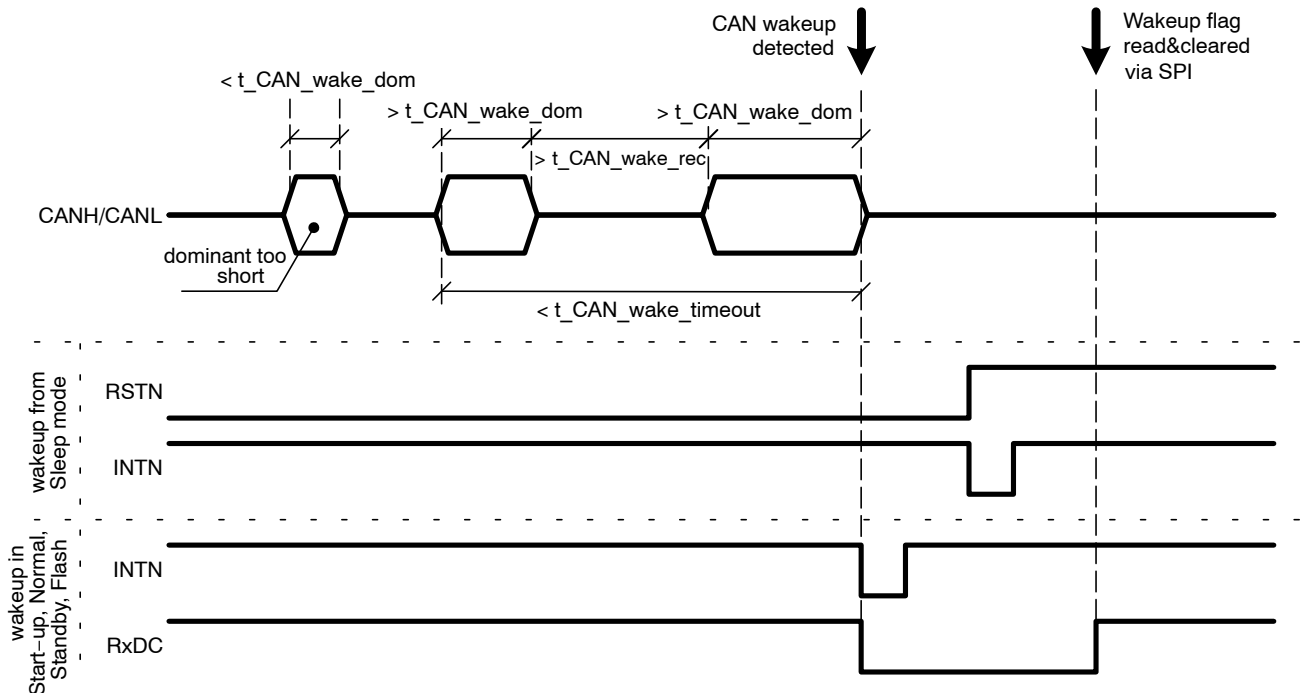 CAN wakeup
detected
Wakeup flag
read&cleared
via SPI
< t_CAN_wake_dom
> t_CAN_wake_dom
> t_CAN_wake_dom
> t_CAN_wake_rec
CANH/CANL
dominant too
short
< t_CAN_wake_timeout
wakeup from
Sleep mode
RSTN
INTN
wakeup in
Start−up, Normal,
Standby, Flash
INTN
RxDC